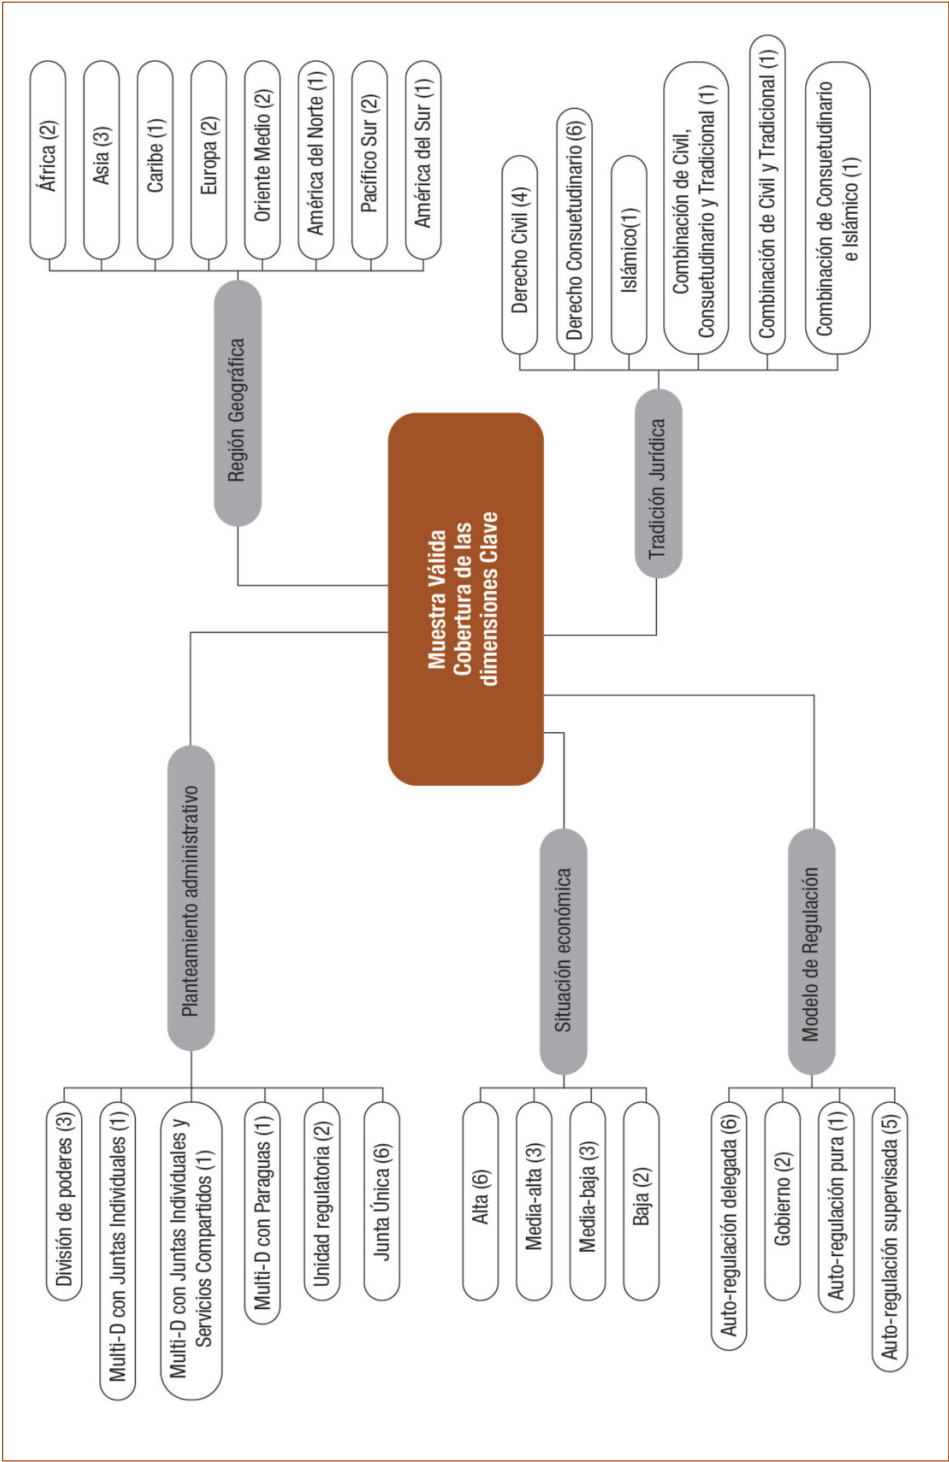 Muestra Válida
Cobertura de las
dimensiones Clave
Planteamiento administrativo
División de poderes (3)
Multi-D con Juntas Individuales (1)
Multi-D con Juntas Individuales y
Servicios Compartidos (1)
Multi-D con Paraguas (1)
Unidad regulatoria (2)
Junta Única (6)
Región Geográfica
África (2)
Asia (3)
Caribe (1)
Europa (2)
Oriente Medio (2)
América del Norte (1)
Pacífico Sur (2)
América del Sur (1)
Situación económica
Alta (6)
Media-alta (3)
Media-baja (3)
Baja (2)
Tradición Jurídica
Derecho Civil (4)
Derecho Consuetudinario (6)
Islámico(1)
Combinación de Civil,
Consuetudinario y Tradicional (1)
Combinación de Civil y Tradicional (1)
Combinación de Consuetudinario
e Islámico (1)
Modelo de Regulación
Auto-regulación delegada (6)
Gobierno (2)
Auto-regulación pura (1)
Auto-regulación supervisada (5)